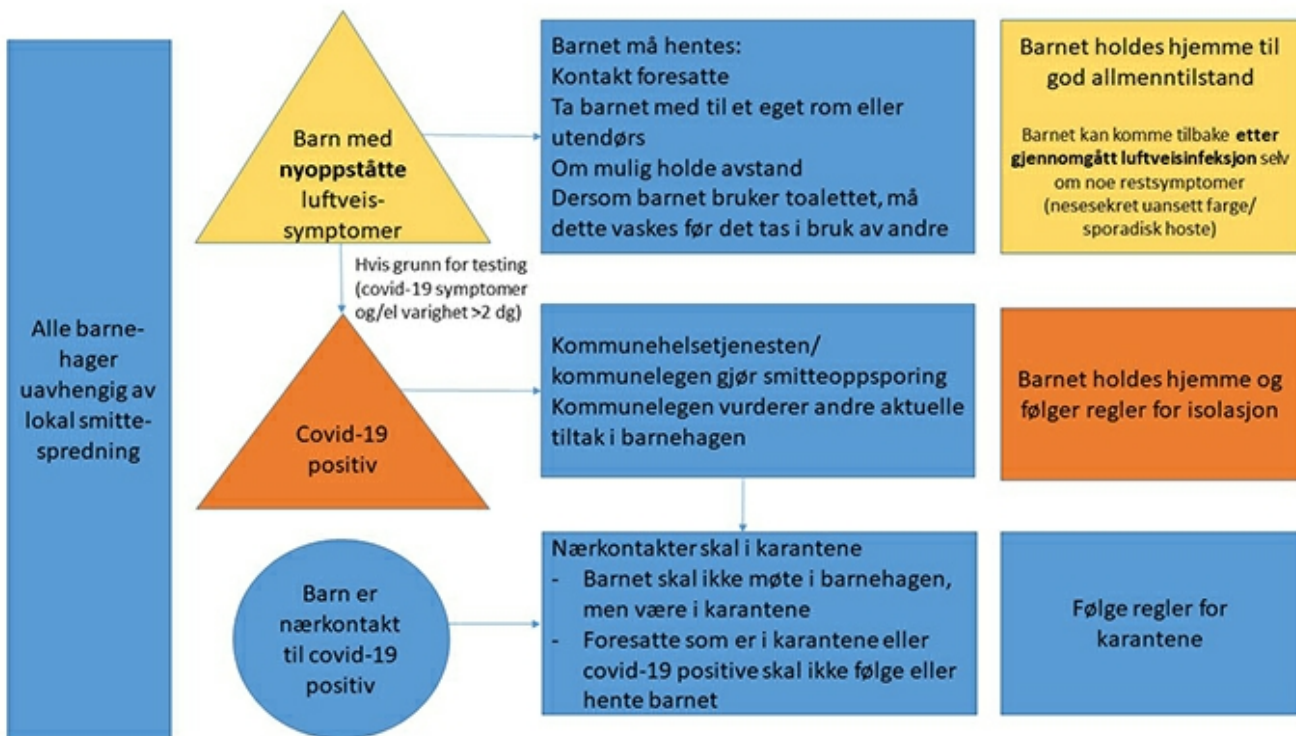 Alle barne-
hager
uavhengig av
lokal smitte-
spredning
Barn med
nyoppståtte
luftveis-
symptomer
Barnet må hentes:
Kontakt foresatte
Ta barnet med til et eget rom eller
utendørs
Om mulig holde avstand
Dersom barnet bruker toalettet, må
dette vaskes før det tas i bruk av andre
Barnet holdes hjemme til
god allmenntilstand
Barnet kan komme tilbake etter
gjennomgått luftveisinfeksjon selv
om noe restsymptomer
(nesesekret uansett farge/
sporadisk hoste)
Hvis grunn for testing
(covid-19 symptomer
og/el varighet >2 dg)
Covid-19
positiv
Kommunehelsetjenesten/
kommunelegen gjør smitteoppsporing
Kommunelegen vurderer andre aktuelle
tiltak i barnehagen
Barnet holdes hjemme og
følger regler for isolasjon
Barn er
nærkontakt
til covid-19
positiv
Nærkontakter skal i karantene
- Barnet skal ikke møte i barnehagen,
men være i karantene
- Foresatte som er i karantene eller
covid-19 positive skal ikke følge eller
hente barnet
Følge regler for
karantene